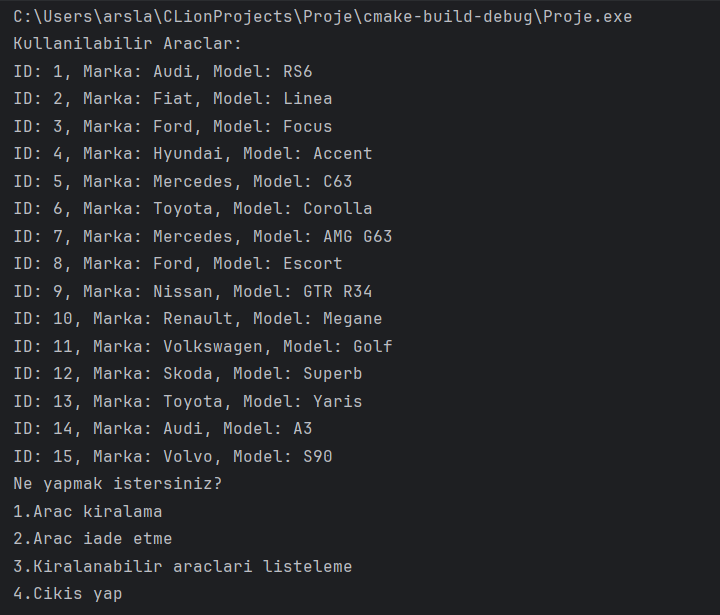 C:\Users\arsla\CLionProjects\Proje\cmake-build-debug\Proje.exe
Kullanilabilir Araclar:
ID: 1, Marka: Audi, Model: RS6
ID: 2, Marka: Fiat, Model: Linea
ID: 3, Marka: Ford, Model: Focus
ID: 4, Marka: Hyundai, Model: Accent
ID: 5, Marka: Mercedes, Model: C63
ID: 6, Marka: Toyota, Model: Corolla
ID: 7, Marka: Mercedes, Model: AMG G63
ID: 8, Marka: Ford, Model: Escort
ID: 9, Marka: Nissan, Model: GTR R34
ID: 10, Marka: Renault, Model: Megane
ID: 11, Marka: Volkswagen, Model: Golf
ID: 12, Marka: Skoda, Model: Superb
ID: 13, Marka: Toyota, Model: Yaris
ID: 14, Marka: Audi, Model: A3
ID: 15, Marka: Volvo, Model: S90
Ne yapmak istersiniz?
1.Arac kiralama
2.Arac iade etme
3.Kiralanabilir araclari listeleme
4.Cikis yap